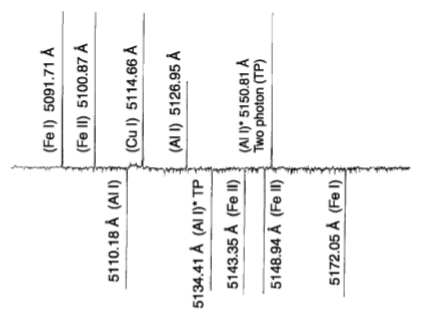 (Fe I) 5091.71 Å
(Fe II) 5100.87 Å
(Cu I) 5114.66 Å
(Al I) 5126.95 Å
(Al I)* 5150.81 Å
Two photon (TP)
5110.18 Å (Al I)
5134.41 Å (Al I)* TP
5143.35 Å (Fe II)
5148.94 Å (Fe II)
5172.05 Å (Fe I)